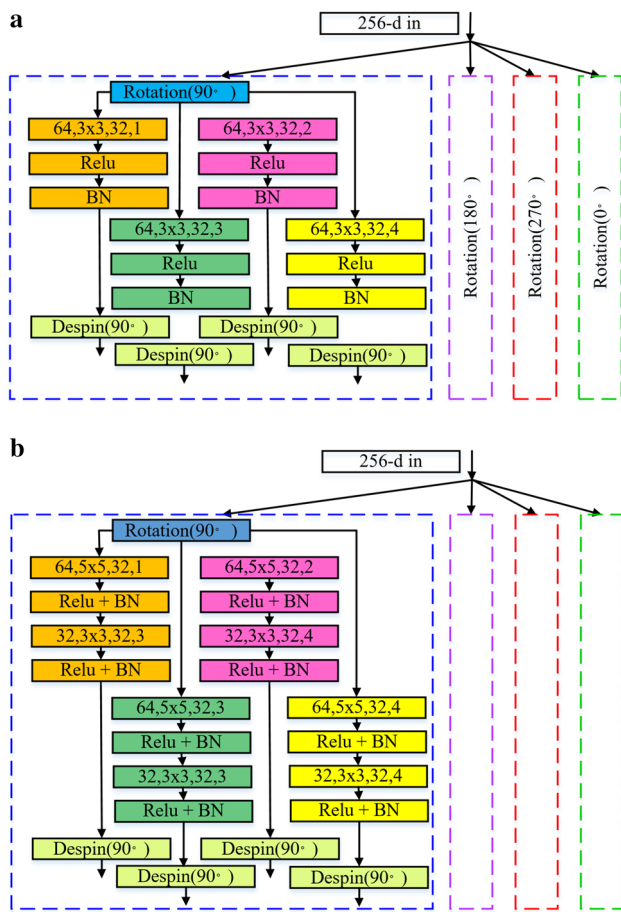 a
256-d in
Rotation(90°)
64,3x3,32,1
64,3x3,32,2
Relu
Relu
BN
BN
64,3x3,32,3
64,3x3,32,4
Relu
Relu
BN
BN
Despin(90°)
Despin(90°)
Despin(90°)
Despin(90°)
Rotation(180°)
Rotation(270°)
Rotation(0°)
b
256-d in
Rotation(90°)
64,5x5,32,1
64,5x5,32,2
Relu + BN
Relu + BN
32,3x3,32,3
32,3x3,32,4
Relu + BN
Relu + BN
64,5x5,32,3
64,5x5,32,4
Relu + BN
Relu + BN
32,3x3,32,3
32,3x3,32,4
Relu + BN
Relu + BN
Despin(90°)
Despin(90°)
Despin(90°)
Despin(90°)